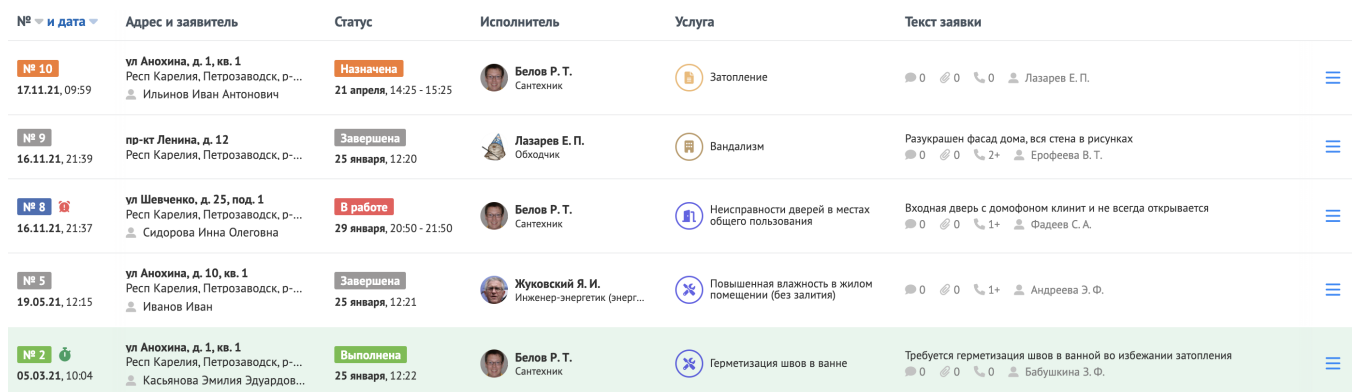 № и дата Адрес и заявитель Статус Исполнитель Услуга Текст заявки
№ 10
17.11.21, 09:59
ул Анохина, д. 1, кв. 1
Респ Карелия, Петрозаводск, р-...
Ильинов Иван Антонович
Назначена
21 апреля, 14:25 - 15:25
Белов Р. Т.
Сантехник
Затопление
0 0 0 Лазарев Е. П.
№ 9
16.11.21, 21:39
пр-кт Ленина, д. 12
Респ Карелия, Петрозаводск, р-...
Завершена
25 января, 12:20
Лазарев Е. П.
Обходчик
Вандализм
Разукрашен фасад дома, вся стена в рисунках
0 0 2+ Ерофеева В. Т.
№ 8
16.11.21, 21:37
ул Шевченко, д. 25, под. 1
Респ Карелия, Петрозаводск, р-...
Сидорова Инна Олеговна
В работе
29 января, 20:50 - 21:50
Белов Р. Т.
Сантехник
Неисправности дверей в местах
общего пользования
Входная дверь с домофоном клинит и не всегда открывается
0 0 1+ Фадеев С. А.
№ 5
19.05.21, 12:15
ул Анохина, д. 10, кв. 1
Респ Карелия, Петрозаводск, р-...
Иванов Иван
Завершена
25 января, 12:21
Жуковский Я. И.
Инженер-энергетик (энерг...
Повышенная влажность в жилом
помещении (без залития)
0 0 1+ Андреева Э. Ф.
№ 2
05.03.21, 10:04
ул Анохина, д. 1, кв. 1
Респ Карелия, Петрозаводск, р-...
Касьянова Эмилия Эдуардов...
Выполнена
25 января, 12:22
Белов Р. Т.
Сантехник
Герметизация швов в ванне
Требуется герметизация швов в ванной во избежании затопления
0 0 0 Бабушкина З. Ф.